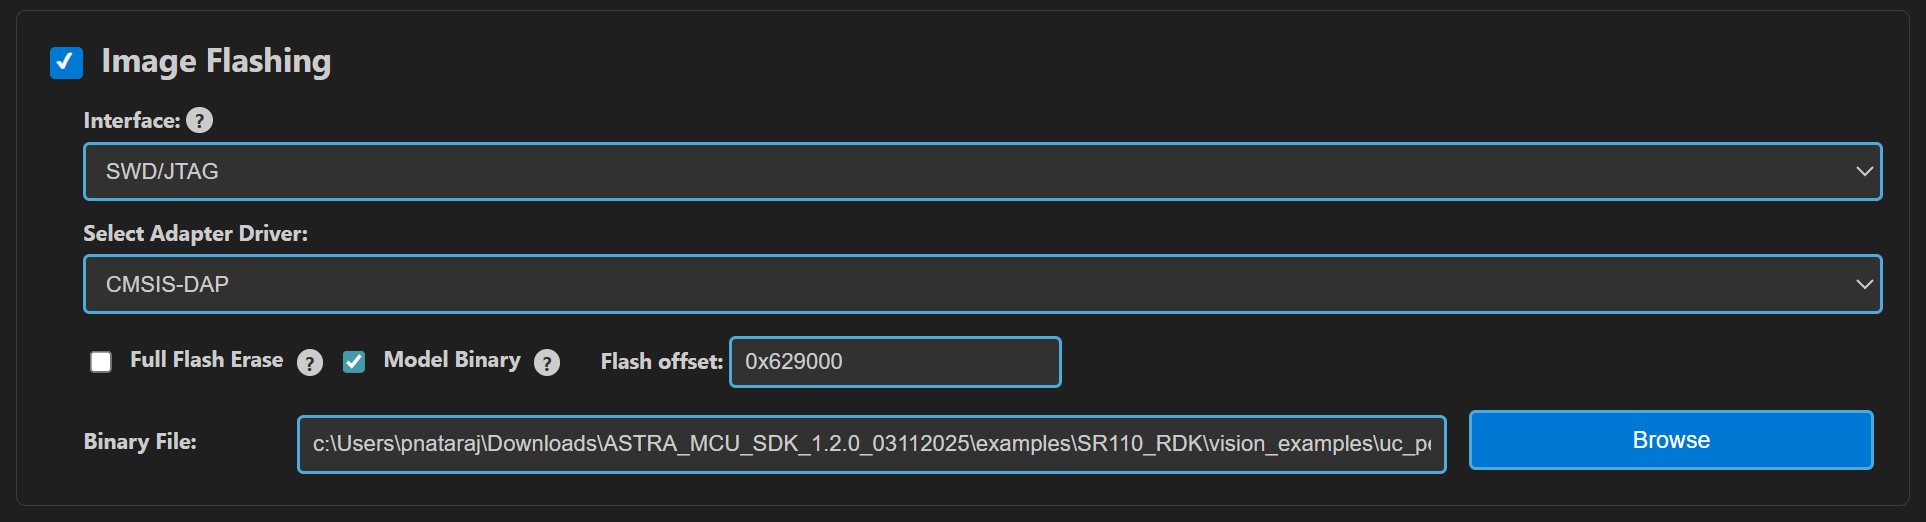 Image Flashing
Interface: ?
SWD/JTAG
Select Adapter Driver:
CMSIS-DAP
Full Flash Erase ? Model Binary ? Flash offset: 0x629000
Binary File: c:\Users\pnataraj\Downloads\ASTRA_MCU_SDK_1.2.0_03112025\examples\SR110_RDK\vision_examples\uc_pe Browse